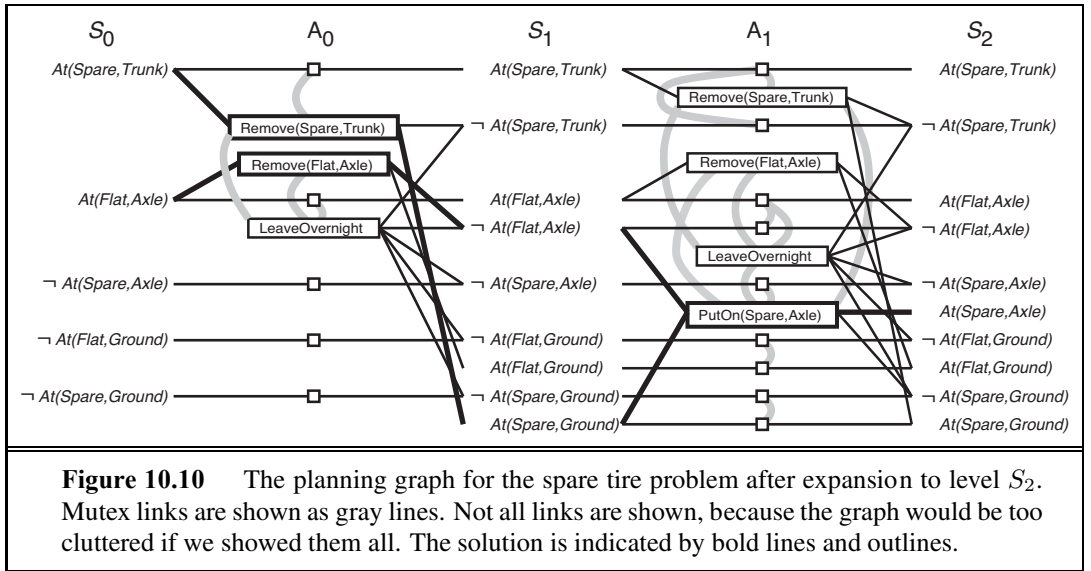 S0 A0 S1 A1 S2
At(Spare,Trunk) At(Spare,Trunk) At(Spare,Trunk)
Remove(Spare,Trunk)
Remove(Spare,Trunk) ¬ At(Spare,Trunk) ¬ At(Spare,Trunk)
Remove(Flat,Axle) Remove(Flat,Axle)
At(Flat,Axle) At(Flat,Axle) At(Flat,Axle)
LeaveOvernight ¬ At(Flat,Axle) ¬ At(Flat,Axle)
LeaveOvernight
¬ At(Spare,Axle) ¬ At(Spare,Axle) ¬ At(Spare,Axle)
PutOn(Spare,Axle) At(Spare,Axle)
¬ At(Flat,Ground) ¬ At(Flat,Ground) ¬ At(Flat,Ground)
At(Flat,Ground) At(Flat,Ground)
¬ At(Spare,Ground) ¬ At(Spare,Ground) ¬ At(Spare,Ground)
At(Spare,Ground) At(Spare,Ground)
Figure 10.10 The planning graph for the spare tire problem after expansion to level S2.
Mutex links are shown as gray lines. Not all links are shown, because the graph would be too
cluttered if we showed them all. The solution is indicated by bold lines and outlines.